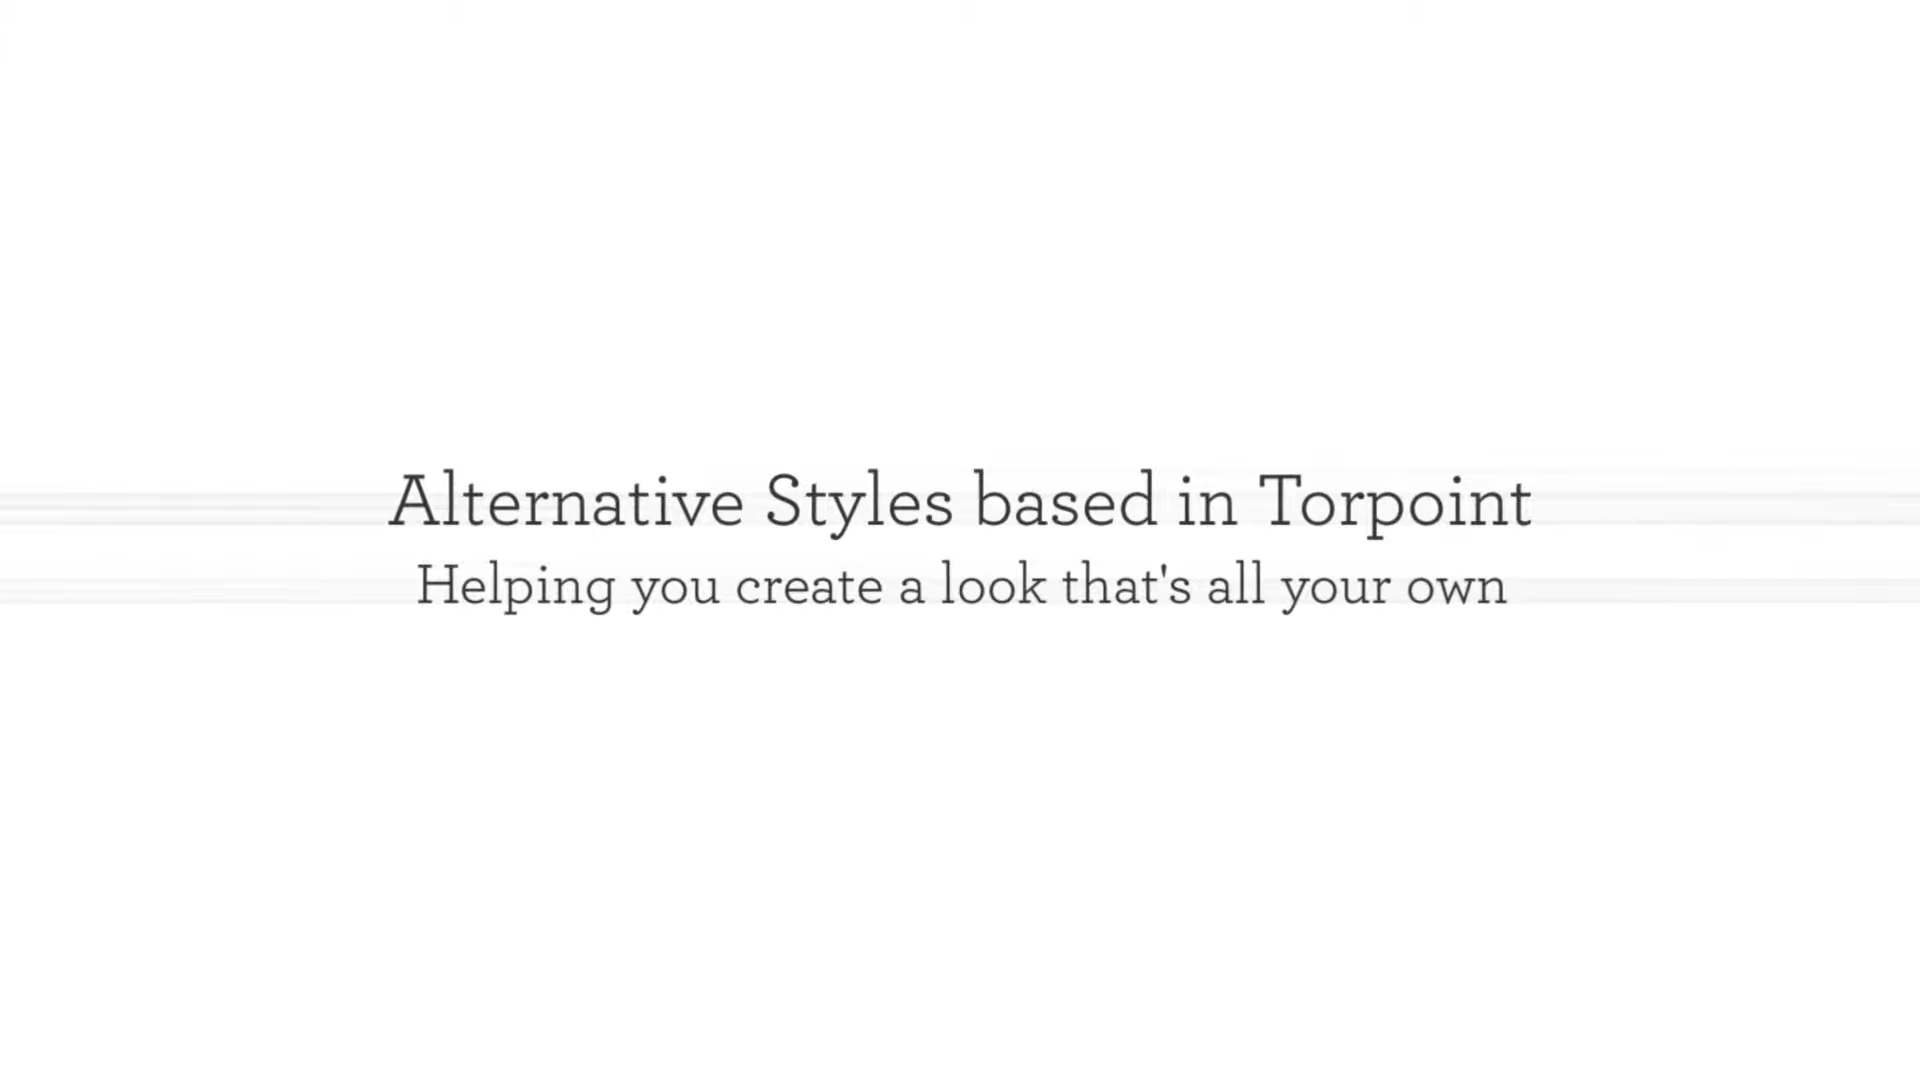 Alternative Styles based in Torpoint
Helping you create a look that's all your own